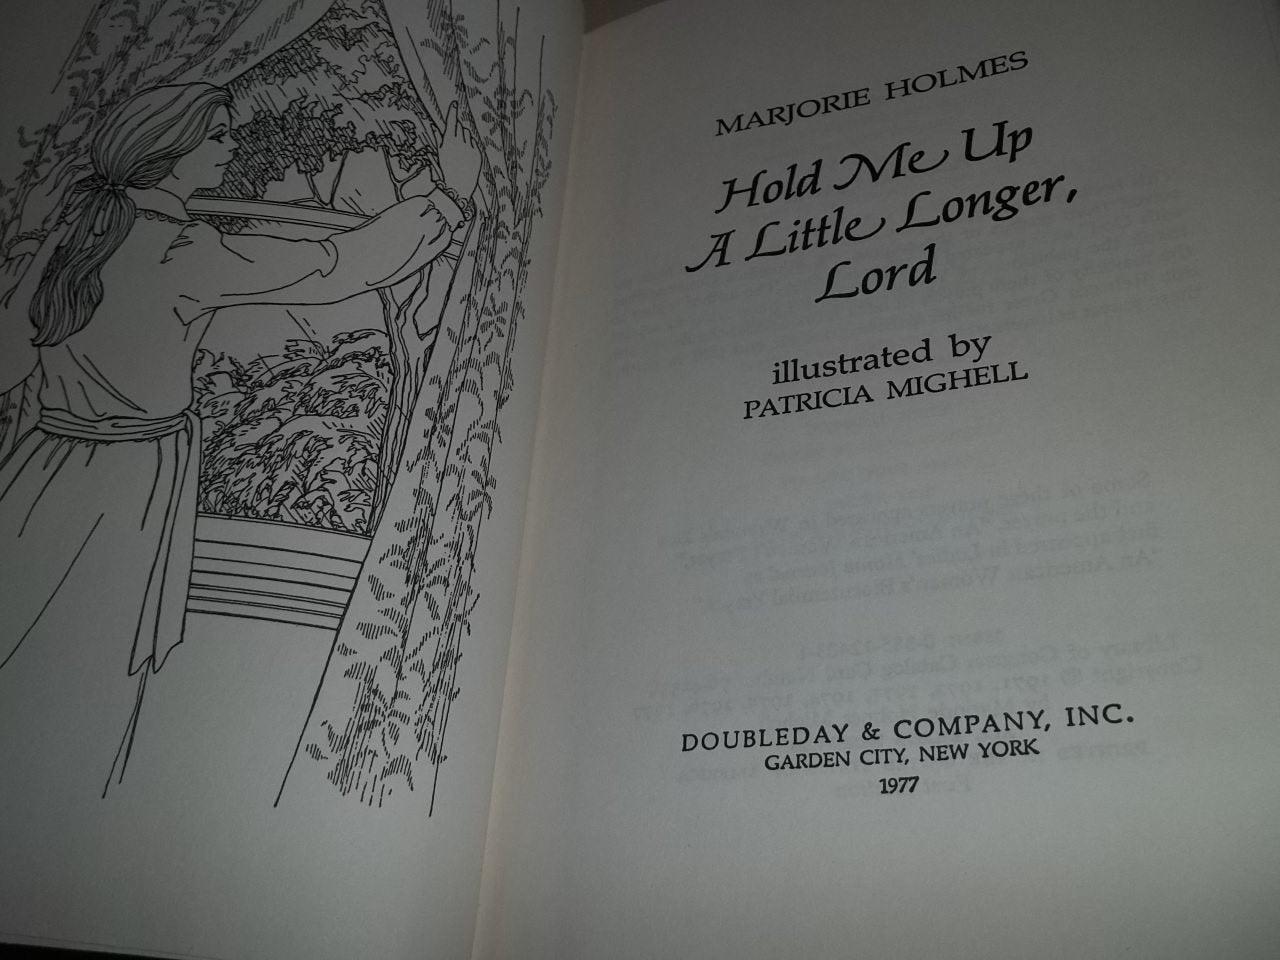 MARJORIE HOLMES
Hold Me Up
A Little Longer,
Lord
illustrated by
PATRICIA MIGHELL
DOUBLEDAY & COMPANY, INC.
GARDEN CITY, NEW YORK
1977